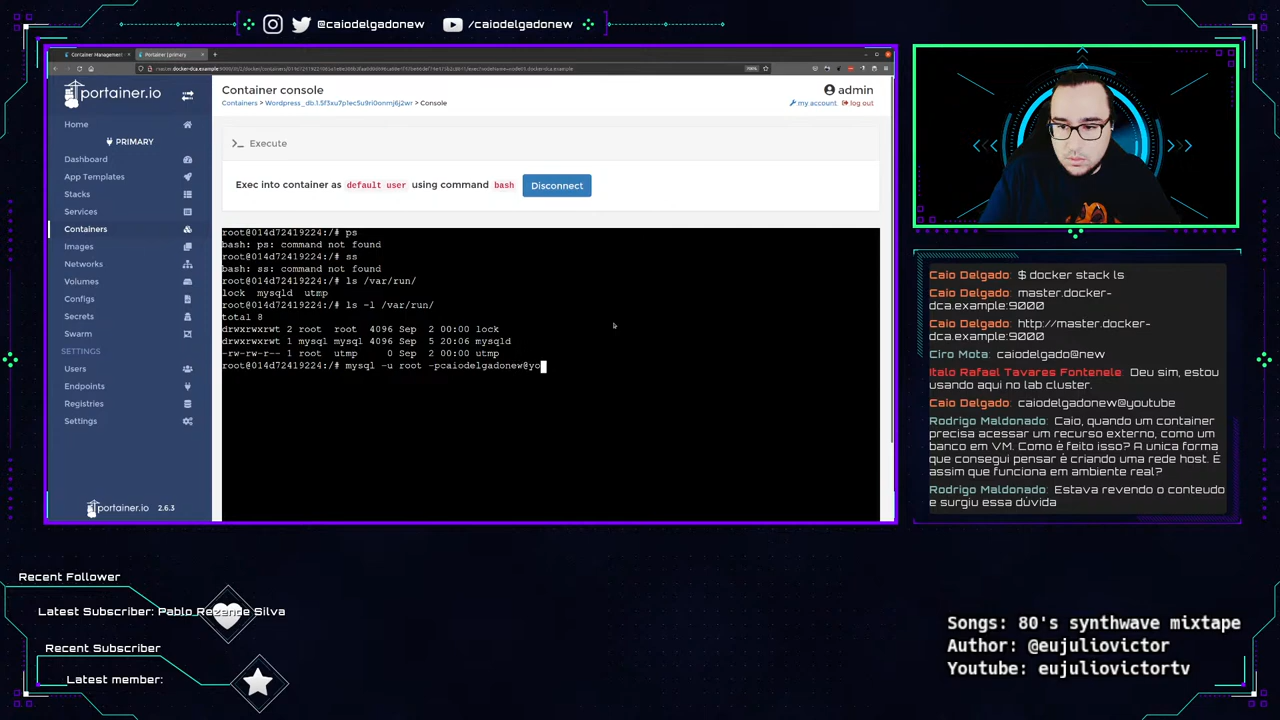 @caiodelgadonew
/caiodelgadonew
Container Management
Portainer | primary
portainer.io
Home
PRIMARY
Dashboard
App Templates
Stacks
Services
Containers
Images
Networks
Volumes
Configs
Secrets
Swarm
SETTINGS
Users
Endpoints
Registries
Settings
portainer.io 2.6.3
Container console
admin
Containers > Wordpress_db.1.5f3xu7p1ec5u9ri0onmj6j2wr > Console
my account log out
>_ Execute
Exec into container as default user using command bash Disconnect
root@014d72419224:/# ps
bash: ps: command not found
root@014d72419224:/# ss
bash: ss: command not found
root@014d72419224:/# ls /var/run/
lock mysqld utmp
root@014d72419224:/# ls -l /var/run/
total 8
drwxrwxrwt 2 root root 4096 Sep 2 00:00 lock
drwxrwxrwt 1 mysql mysql 4096 Sep 5 20:06 mysqld
-rw-rw-r-- 1 root utmp 0 Sep 2 00:00 utmp
root@014d72419224:/# mysql -u root -pcaiodelgadonew@yo
Caio Delgado: $ docker stack ls
Caio Delgado: master.docker-
dca.example:9000
Caio Delgado: http://master.docker-
dca.example:9000
Ciro Mota: caiodelgado@new
Italo Rafael Tavares Fontenele: Deu sim, estou
usando aqui no lab cluster.
Caio Delgado: caiodelgadonew@youtube
Rodrigo Maldonado: Caio, quando um container
precisa acessar um recurso externo, como um
banco em VM. Como é feito isso? A unica forma
que consegui pensar é criando uma rede host. E
assim que funciona em ambiente real?
Rodrigo Maldonado: Estava revendo o conteudo
e surgiu essa dúvida
Recent Follower
Latest Subscriber: Pablo Rezende Silva
Recent Subscriber
Latest member:
Songs: 80's synthwave mixtape
Author: @eujuliovictor
Youtube: eujuliovictortv